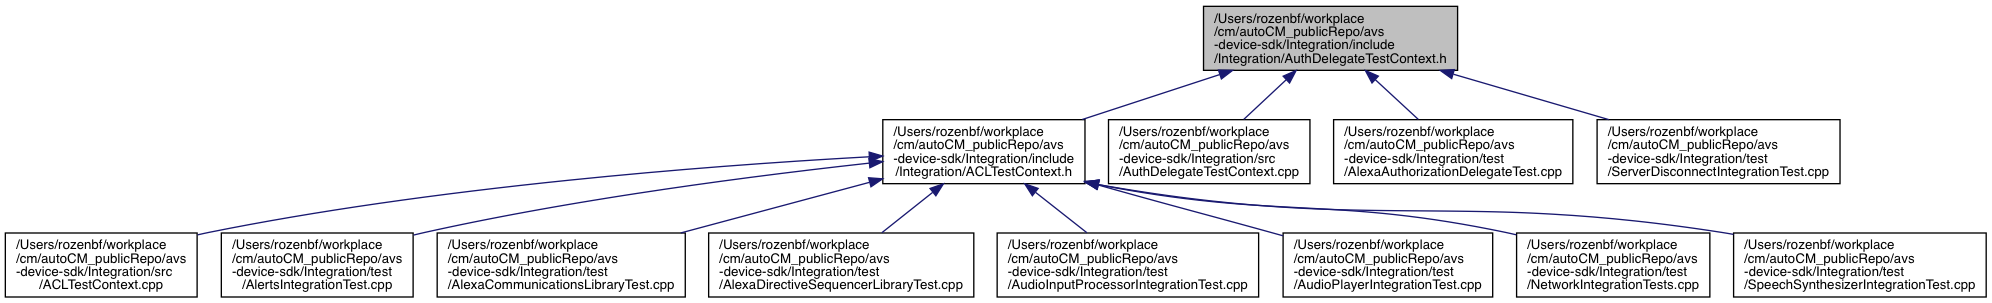 /Users/rozenbf/workplace
/cm/autoCM_publicRepo/avs
-device-sdk/Integration/include
/Integration/AuthDelegateTestContext.h
/Users/rozenbf/workplace
/cm/autoCM_publicRepo/avs
-device-sdk/Integration/include
/Integration/ACLTestContext.h
/Users/rozenbf/workplace
/cm/autoCM_publicRepo/avs
-device-sdk/Integration/src
/AuthDelegateTestContext.cpp
/Users/rozenbf/workplace
/cm/autoCM_publicRepo/avs
-device-sdk/Integration/test
/AlexaAuthorizationDelegateTest.cpp
/Users/rozenbf/workplace
/cm/autoCM_publicRepo/avs
-device-sdk/Integration/test
/ServerDisconnectIntegrationTest.cpp
/Users/rozenbf/workplace
/cm/autoCM_publicRepo/avs
-device-sdk/Integration/src
/ACLTestContext.cpp
/Users/rozenbf/workplace
/cm/autoCM_publicRepo/avs
-device-sdk/Integration/test
/AlertsIntegrationTest.cpp
/Users/rozenbf/workplace
/cm/autoCM_publicRepo/avs
-device-sdk/Integration/test
/AlexaCommunicationsLibraryTest.cpp
/Users/rozenbf/workplace
/cm/autoCM_publicRepo/avs
-device-sdk/Integration/test
/AlexaDirectiveSequencerLibraryTest.cpp
/Users/rozenbf/workplace
/cm/autoCM_publicRepo/avs
-device-sdk/Integration/test
/AudioInputProcessorIntegrationTest.cpp
/Users/rozenbf/workplace
/cm/autoCM_publicRepo/avs
-device-sdk/Integration/test
/AudioPlayerIntegrationTest.cpp
/Users/rozenbf/workplace
/cm/autoCM_publicRepo/avs
-device-sdk/Integration/test
/NetworkIntegrationTests.cpp
/Users/rozenbf/workplace
/cm/autoCM_publicRepo/avs
-device-sdk/Integration/test
/SpeechSynthesizerIntegrationTest.cpp